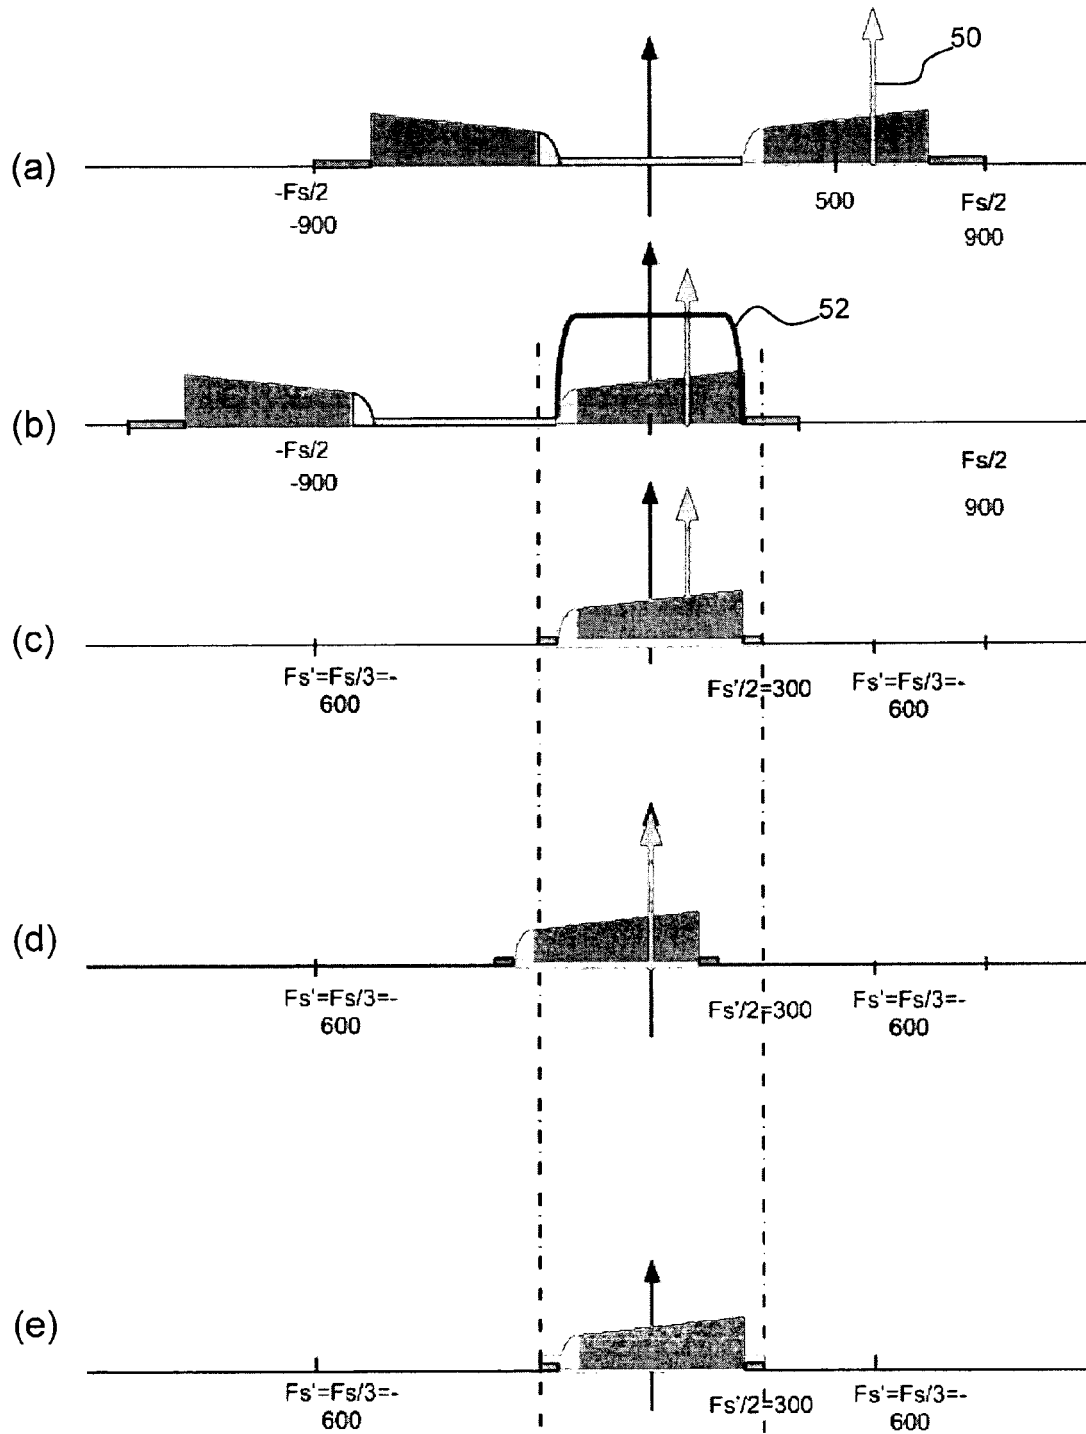 50
(a)
-Fs/2
-900
500
Fs/2
900
52
(b)
-Fs/2
-900
Fs/2
900
(c)
Fs'=Fs/3=-
600
Fs'/2=300
Fs'=Fs/3=-
600
(d)
Fs'=Fs/3=-
600
Fs'/2=300
Fs'=Fs/3=-
600
(e)
Fs'=Fs/3=-
600
Fs'/2=300
Fs'=Fs/3=-
600